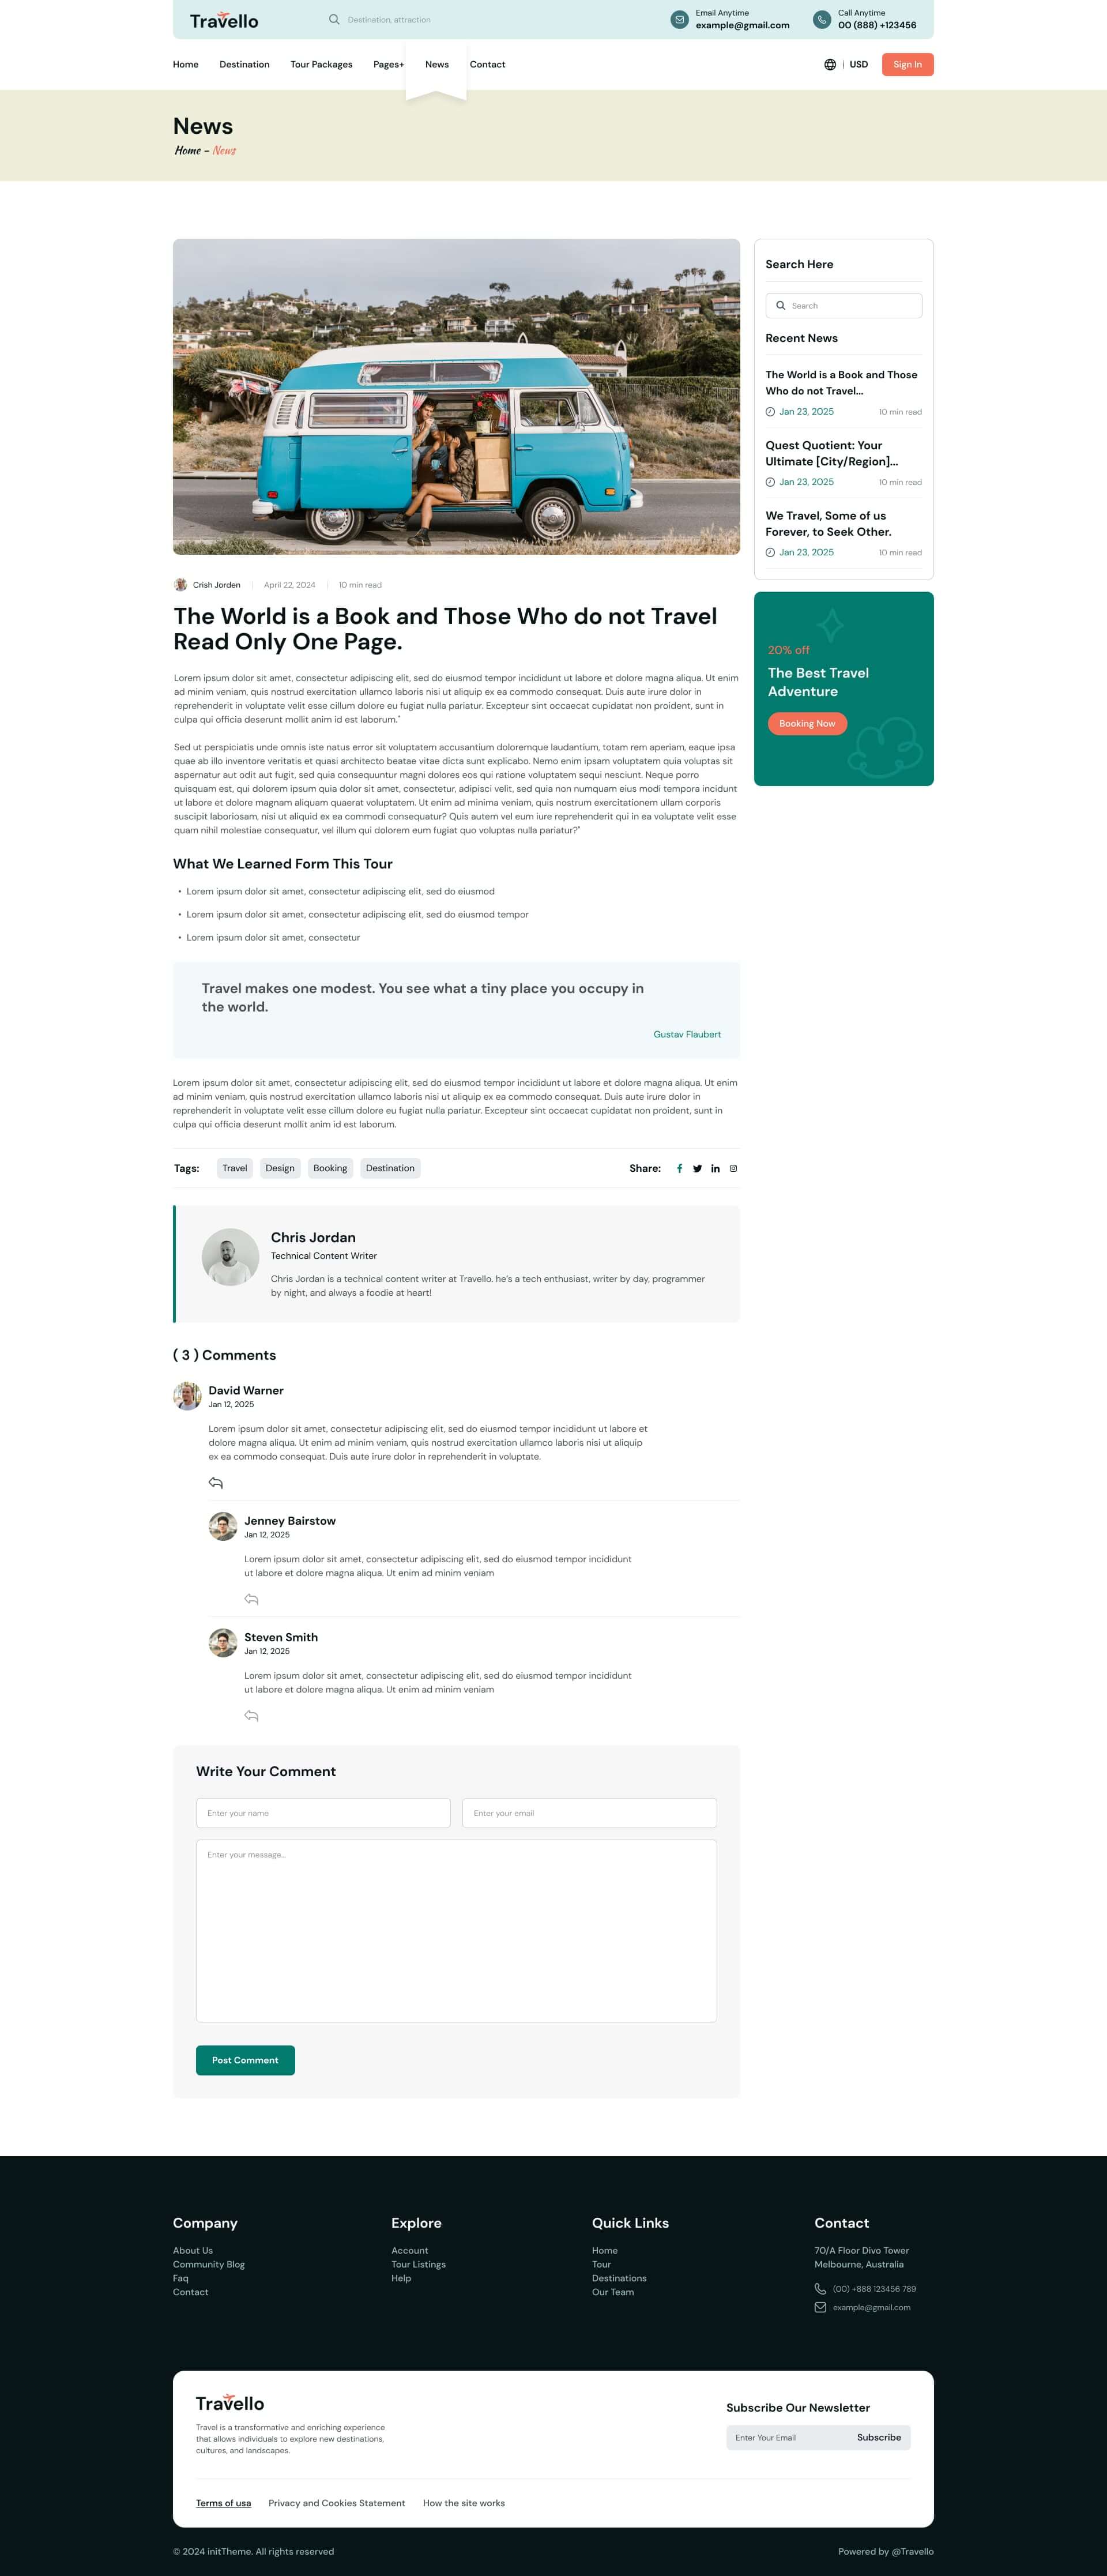 Travello
Destination, attraction
Email Anytime
example@gmail.com
Call Anytime
00 (888) +123456
Home
Destination
Tour Packages
Pages+
News
Contact
| USD
Sign In
News
Home - News
Crish Jorden
April 22, 2024
10 min read
The World is a Book and Those Who do not Travel
Read Only One Page.
Lorem ipsum dolor sit amet, consectetur adipiscing elit, sed do eiusmod tempor incididunt ut labore et dolore magna aliqua. Ut enim
ad minim veniam, quis nostrud exercitation ullamco laboris nisi ut aliquip ex ea commodo consequat. Duis aute irure dolor in
reprehenderit in voluptate velit esse cillum dolore eu fugiat nulla pariatur. Excepteur sint occaecat cupidatat non proident, sunt in
culpa qui officia deserunt mollit anim id est laborum."
Sed ut perspiciatis unde omnis iste natus error sit voluptatem accusantium doloremque laudantium, totam rem aperiam, eaque ipsa
quae ab illo inventore veritatis et quasi architecto beatae vitae dicta sunt explicabo. Nemo enim ipsam voluptatem quia voluptas sit
aspernatur aut odit aut fugit, sed quia consequuntur magni dolores eos qui ratione voluptatem sequi nesciunt. Neque porro
quisquam est, qui dolorem ipsum quia dolor sit amet, consectetur, adipisci velit, sed quia non numquam eius modi tempora incidunt
ut labore et dolore magnam aliquam quaerat voluptatem. Ut enim ad minima veniam, quis nostrum exercitationem ullam corporis
suscipit laboriosam, nisi ut aliquid ex ea commodi consequatur? Quis autem vel eum iure reprehenderit qui in ea voluptate velit esse
quam nihil molestiae consequatur, vel illum qui dolorem eum fugiat quo voluptas nulla pariatur?"
What We Learned Form This Tour
• Lorem ipsum dolor sit amet, consectetur adipiscing elit, sed do eiusmod
• Lorem ipsum dolor sit amet, consectetur adipiscing elit, sed do eiusmod tempor
• Lorem ipsum dolor sit amet, consectetur
Travel makes one modest. You see what a tiny place you occupy in
the world.
Gustav Flaubert
Lorem ipsum dolor sit amet, consectetur adipiscing elit, sed do eiusmod tempor incididunt ut labore et dolore magna aliqua. Ut enim
ad minim veniam, quis nostrud exercitation ullamco laboris nisi ut aliquip ex ea commodo consequat. Duis aute irure dolor in
reprehenderit in voluptate velit esse cillum dolore eu fugiat nulla pariatur. Excepteur sint occaecat cupidatat non proident, sunt in
culpa qui officia deserunt mollit anim id est laborum.
Tags:
Travel
Design
Booking
Destination
Share:
Chris Jordan
Technical Content Writer
Chris Jordan is a technical content writer at Travello. he's a tech enthusiast, writer by day, programmer
by night, and always a foodie at heart!
( 3 ) Comments
David Warner
Jan 12, 2025
Lorem ipsum dolor sit amet, consectetur adipiscing elit, sed do eiusmod tempor incididunt ut labore et
dolore magna aliqua. Ut enim ad minim veniam, quis nostrud exercitation ullamco laboris nisi ut aliquip
ex ea commodo consequat. Duis aute irure dolor in reprehenderit in voluptate.
Jenney Bairstow
Jan 12, 2025
Lorem ipsum dolor sit amet, consectetur adipiscing elit, sed do eiusmod tempor incididunt
ut labore et dolore magna aliqua. Ut enim ad minim veniam
Steven Smith
Jan 12, 2025
Lorem ipsum dolor sit amet, consectetur adipiscing elit, sed do eiusmod tempor incididunt
ut labore et dolore magna aliqua. Ut enim ad minim veniam
Write Your Comment
Enter your name
Enter your email
Enter your message...
Post Comment
Search Here
Search
Recent News
The World is a Book and Those
Who do not Travel...
Jan 23, 2025
10 min read
Quest Quotient: Your
Ultimate [City/Region]...
Jan 23, 2025
10 min read
We Travel, Some of us
Forever, to Seek Other.
Jan 23, 2025
10 min read
20% off
The Best Travel
Adventure
Booking Now
Company
About Us
Community Blog
Faq
Contact
Explore
Account
Tour Listings
Help
Quick Links
Home
Tour
Destinations
Our Team
Contact
70/A Floor Divo Tower
Melbourne, Australia
(00) +888 123456 789
example@gmail.com
Travello
Travel is a transformative and enriching experience
that allows individuals to explore new destinations,
cultures, and landscapes.
Subscribe Our Newsletter
Enter Your Email
Subscribe
Terms of usa
Privacy and Cookies Statement
How the site works
© 2024 initTheme. All rights reserved
Powered by @Travello